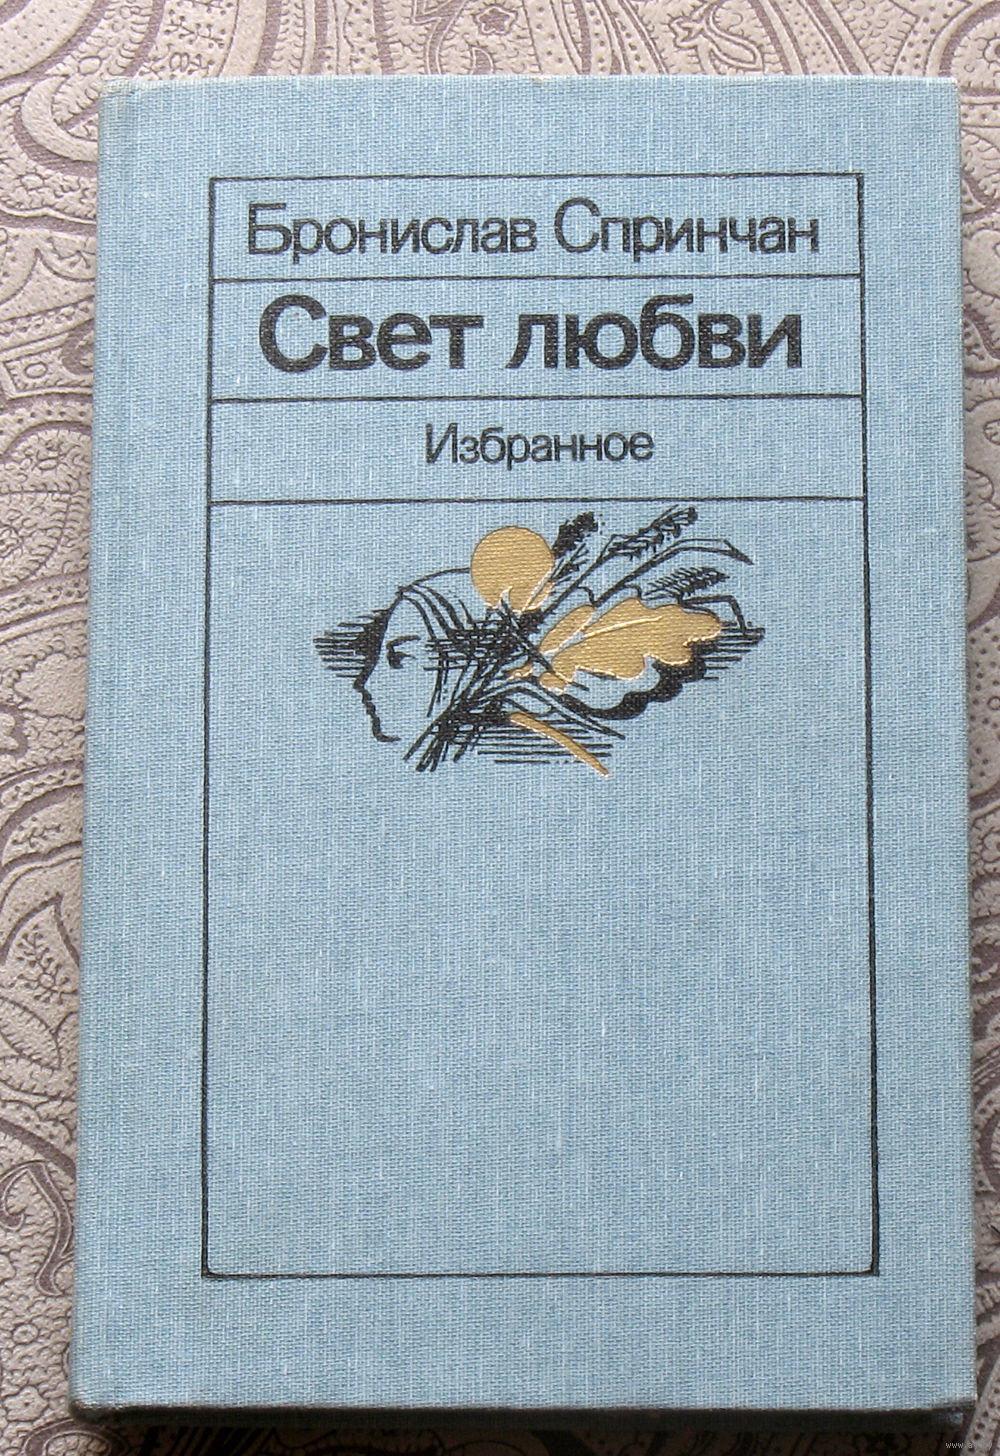 Бронислав Спринчан
Свет любви
Избранное